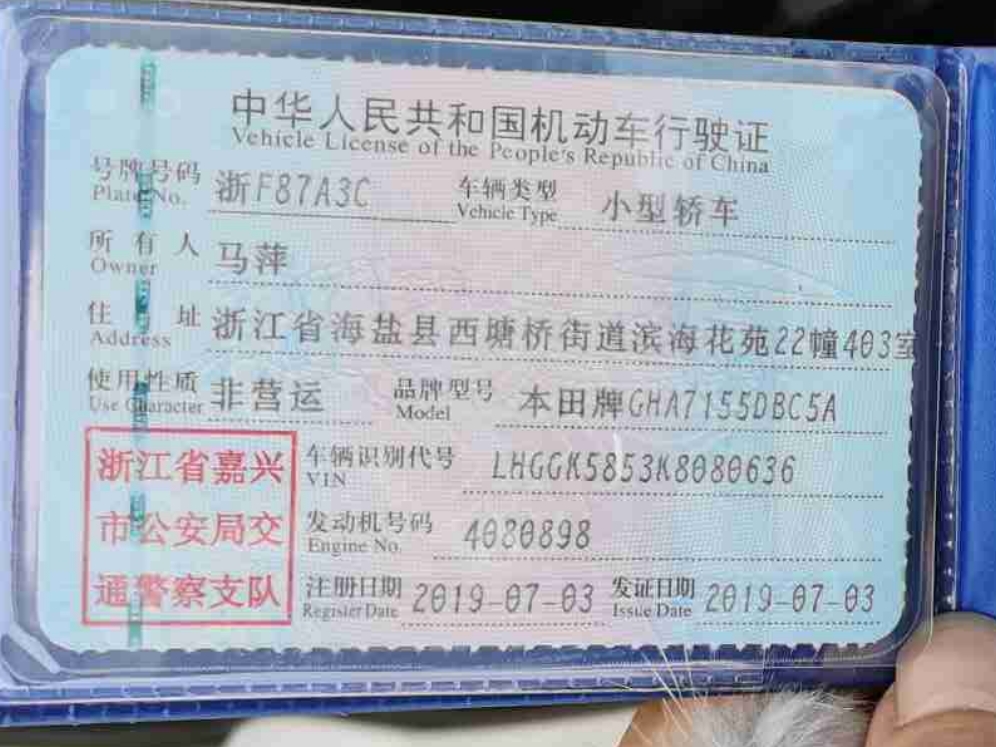 中华人民共和国机动车行驶证
Vehicle License of the People's Republic of China
号牌号码 浙F87A3C 车辆类型 小型轿车
Plate No. Vehicle Type
所有人 马萍
Owner
住址 浙江省海盐县西塘桥街道滨海花苑22幢403室
Address
使用性质 非营运 品牌型号 本田牌GHA7155DBC5A
Use Character Model
浙江省嘉兴 车辆识别代号 LHGGK5853K8080636
VIN
市公安局交 发动机号码 4080898
Engine No.
通警察支队 注册日期 2019-07-03 发证日期 2019-07-03
Register Date Issue Date